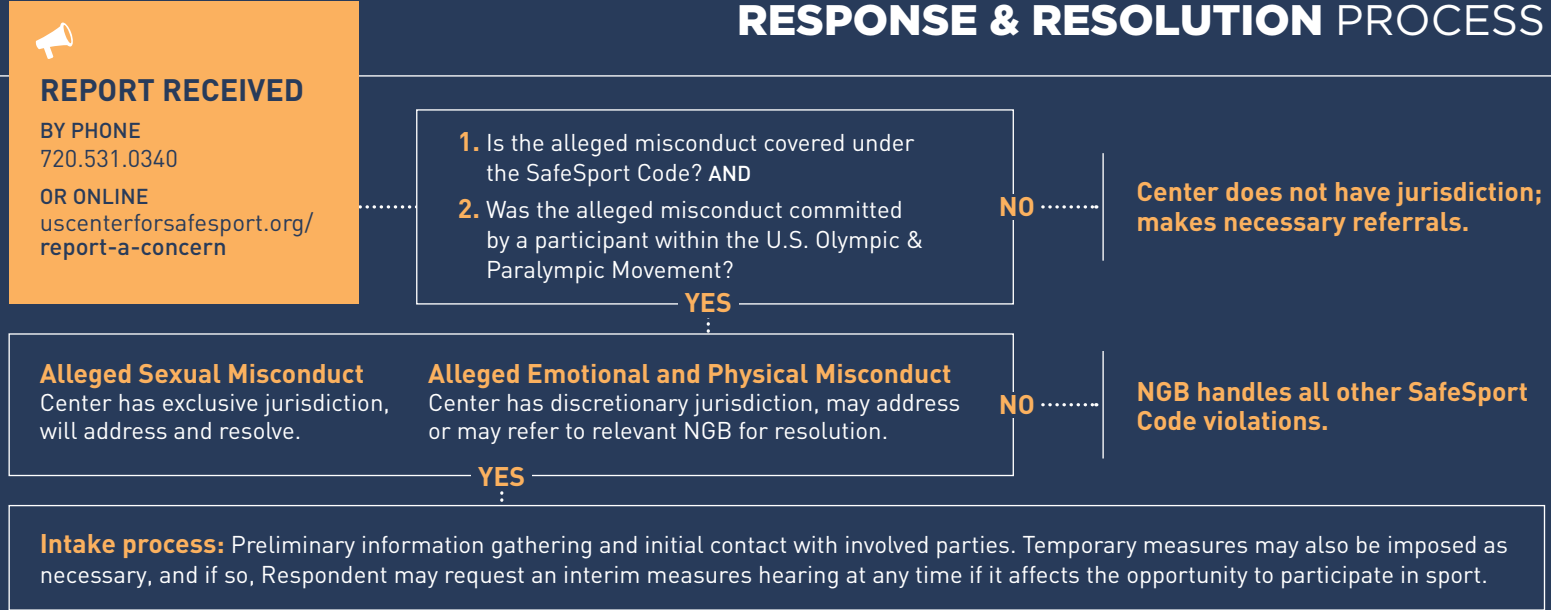 RESPONSE & RESOLUTION PROCESS
REPORT RECEIVED
BY PHONE
720.531.0340
OR ONLINE
uscenterforsafesport.org/
report-a-concern
1. Is the alleged misconduct covered under
the SafeSport Code? AND
2. Was the alleged misconduct committed
by a participant within the U.S. Olympic &
Paralympic Movement?
NO
Center does not have jurisdiction;
makes necessary referrals.
YES
Alleged Sexual Misconduct
Center has exclusive jurisdiction,
will address and resolve.
Alleged Emotional and Physical Misconduct
Center has discretionary jurisdiction, may address
or may refer to relevant NGB for resolution.
NO
NGB handles all other SafeSport
Code violations.
YES
Intake process: Preliminary information gathering and initial contact with involved parties. Temporary measures may also be imposed as
necessary, and if so, Respondent may request an interim measures hearing at any time if it affects the opportunity to participate in sport.